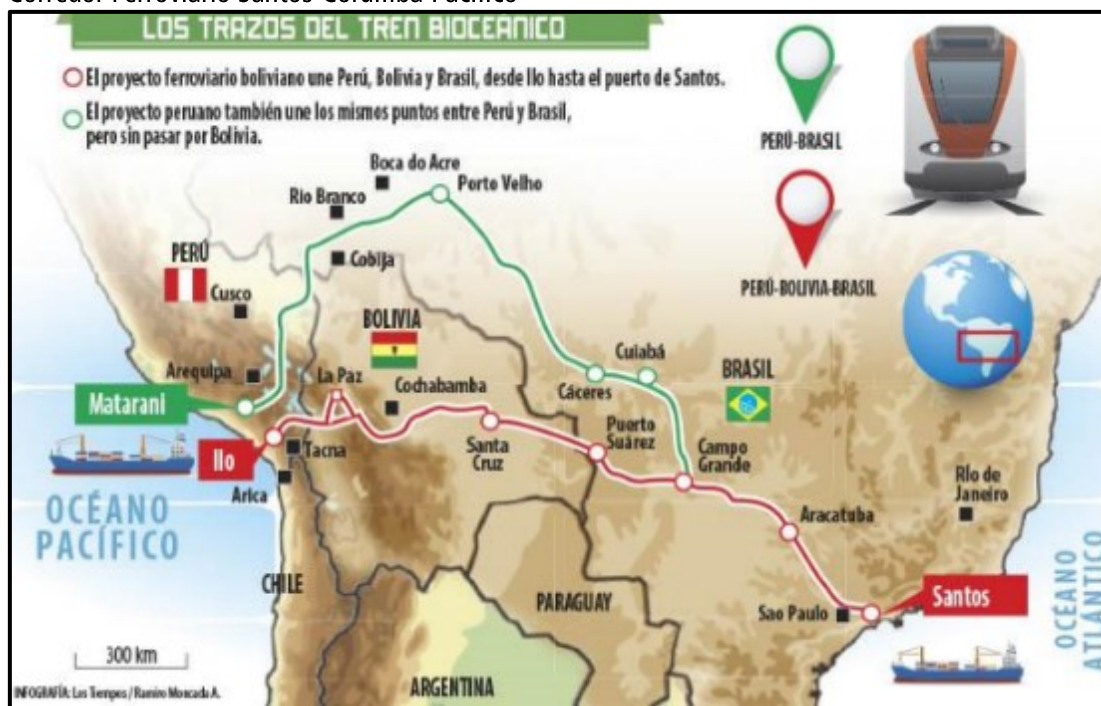 Corredor Ferroviario Santos-Corumbá-Pacífico
LOS TRAZOS DEL TREN BIOCEÁNICO
El proyecto ferroviario boliviano une Perú, Bolivia y Brasil, desde Ilo hasta el puerto de Santos.
El proyecto peruano también une los mismos puntos entre Perú y Brasil,
pero sin pasar por Bolivia.
PERÚ-BRASIL
PERÚ-BOLIVIA-BRASIL
Boca do Acre
Porto Velho
Rio Branco
PERÚ
Cobija
Cusco
BOLIVIA
Arequipa
La Paz
Cochabamba
Cuiabá
BRASIL
Cáceres
Matarani
Puerto
Suárez
Ilo
Tacna
Santa
Cruz
Campo
Grande
Arica
Río de
Janeiro
OCÉANO
PACÍFICO
Aracatuba
CHILE
PARAGUAY
Sao Paulo
Santos
OCÉANO
ATLÁNTICO
300 km
ARGENTINA
INFOGRAFÍA: Los Tiempos / Ramiro Moncada A.